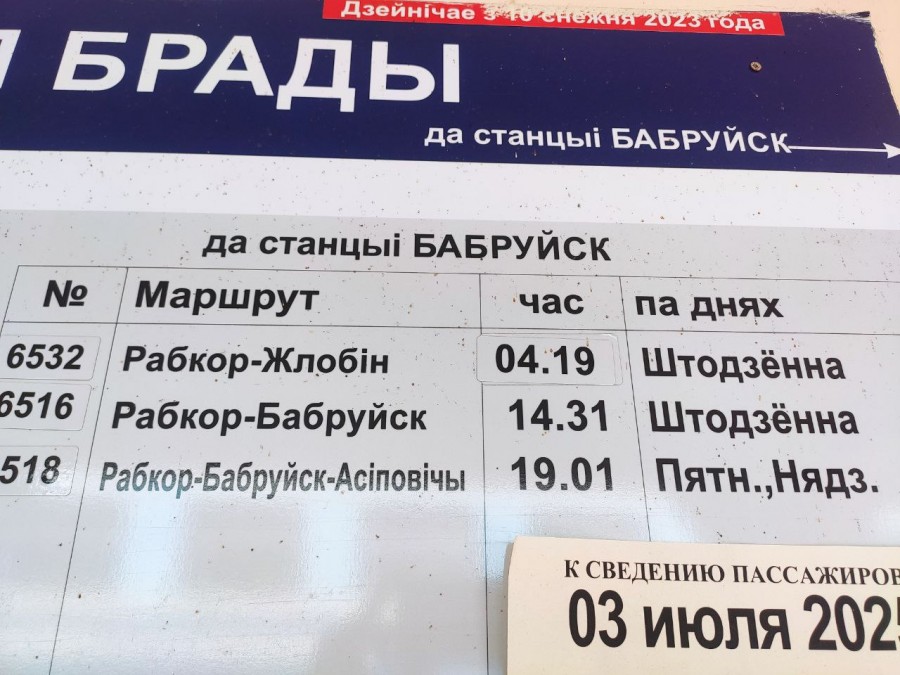 Дзейнічае з 10 снежня 2023 года
БРАДЫ
да станцыі БАБРУЙСК
да станцыі БАБРУЙСК
№ Маршрут час па днях
6532 Рабкор-Жлобін 04.19 Штодзённа
6516 Рабкор-Бабруйск 14.31 Штодзённа
518 Рабкор-Бабруйск-Асіповічы 19.01 Пятн.,Нядз.
К СВЕДЕНИЮ ПАССАЖИРОВ
03 июля 2025